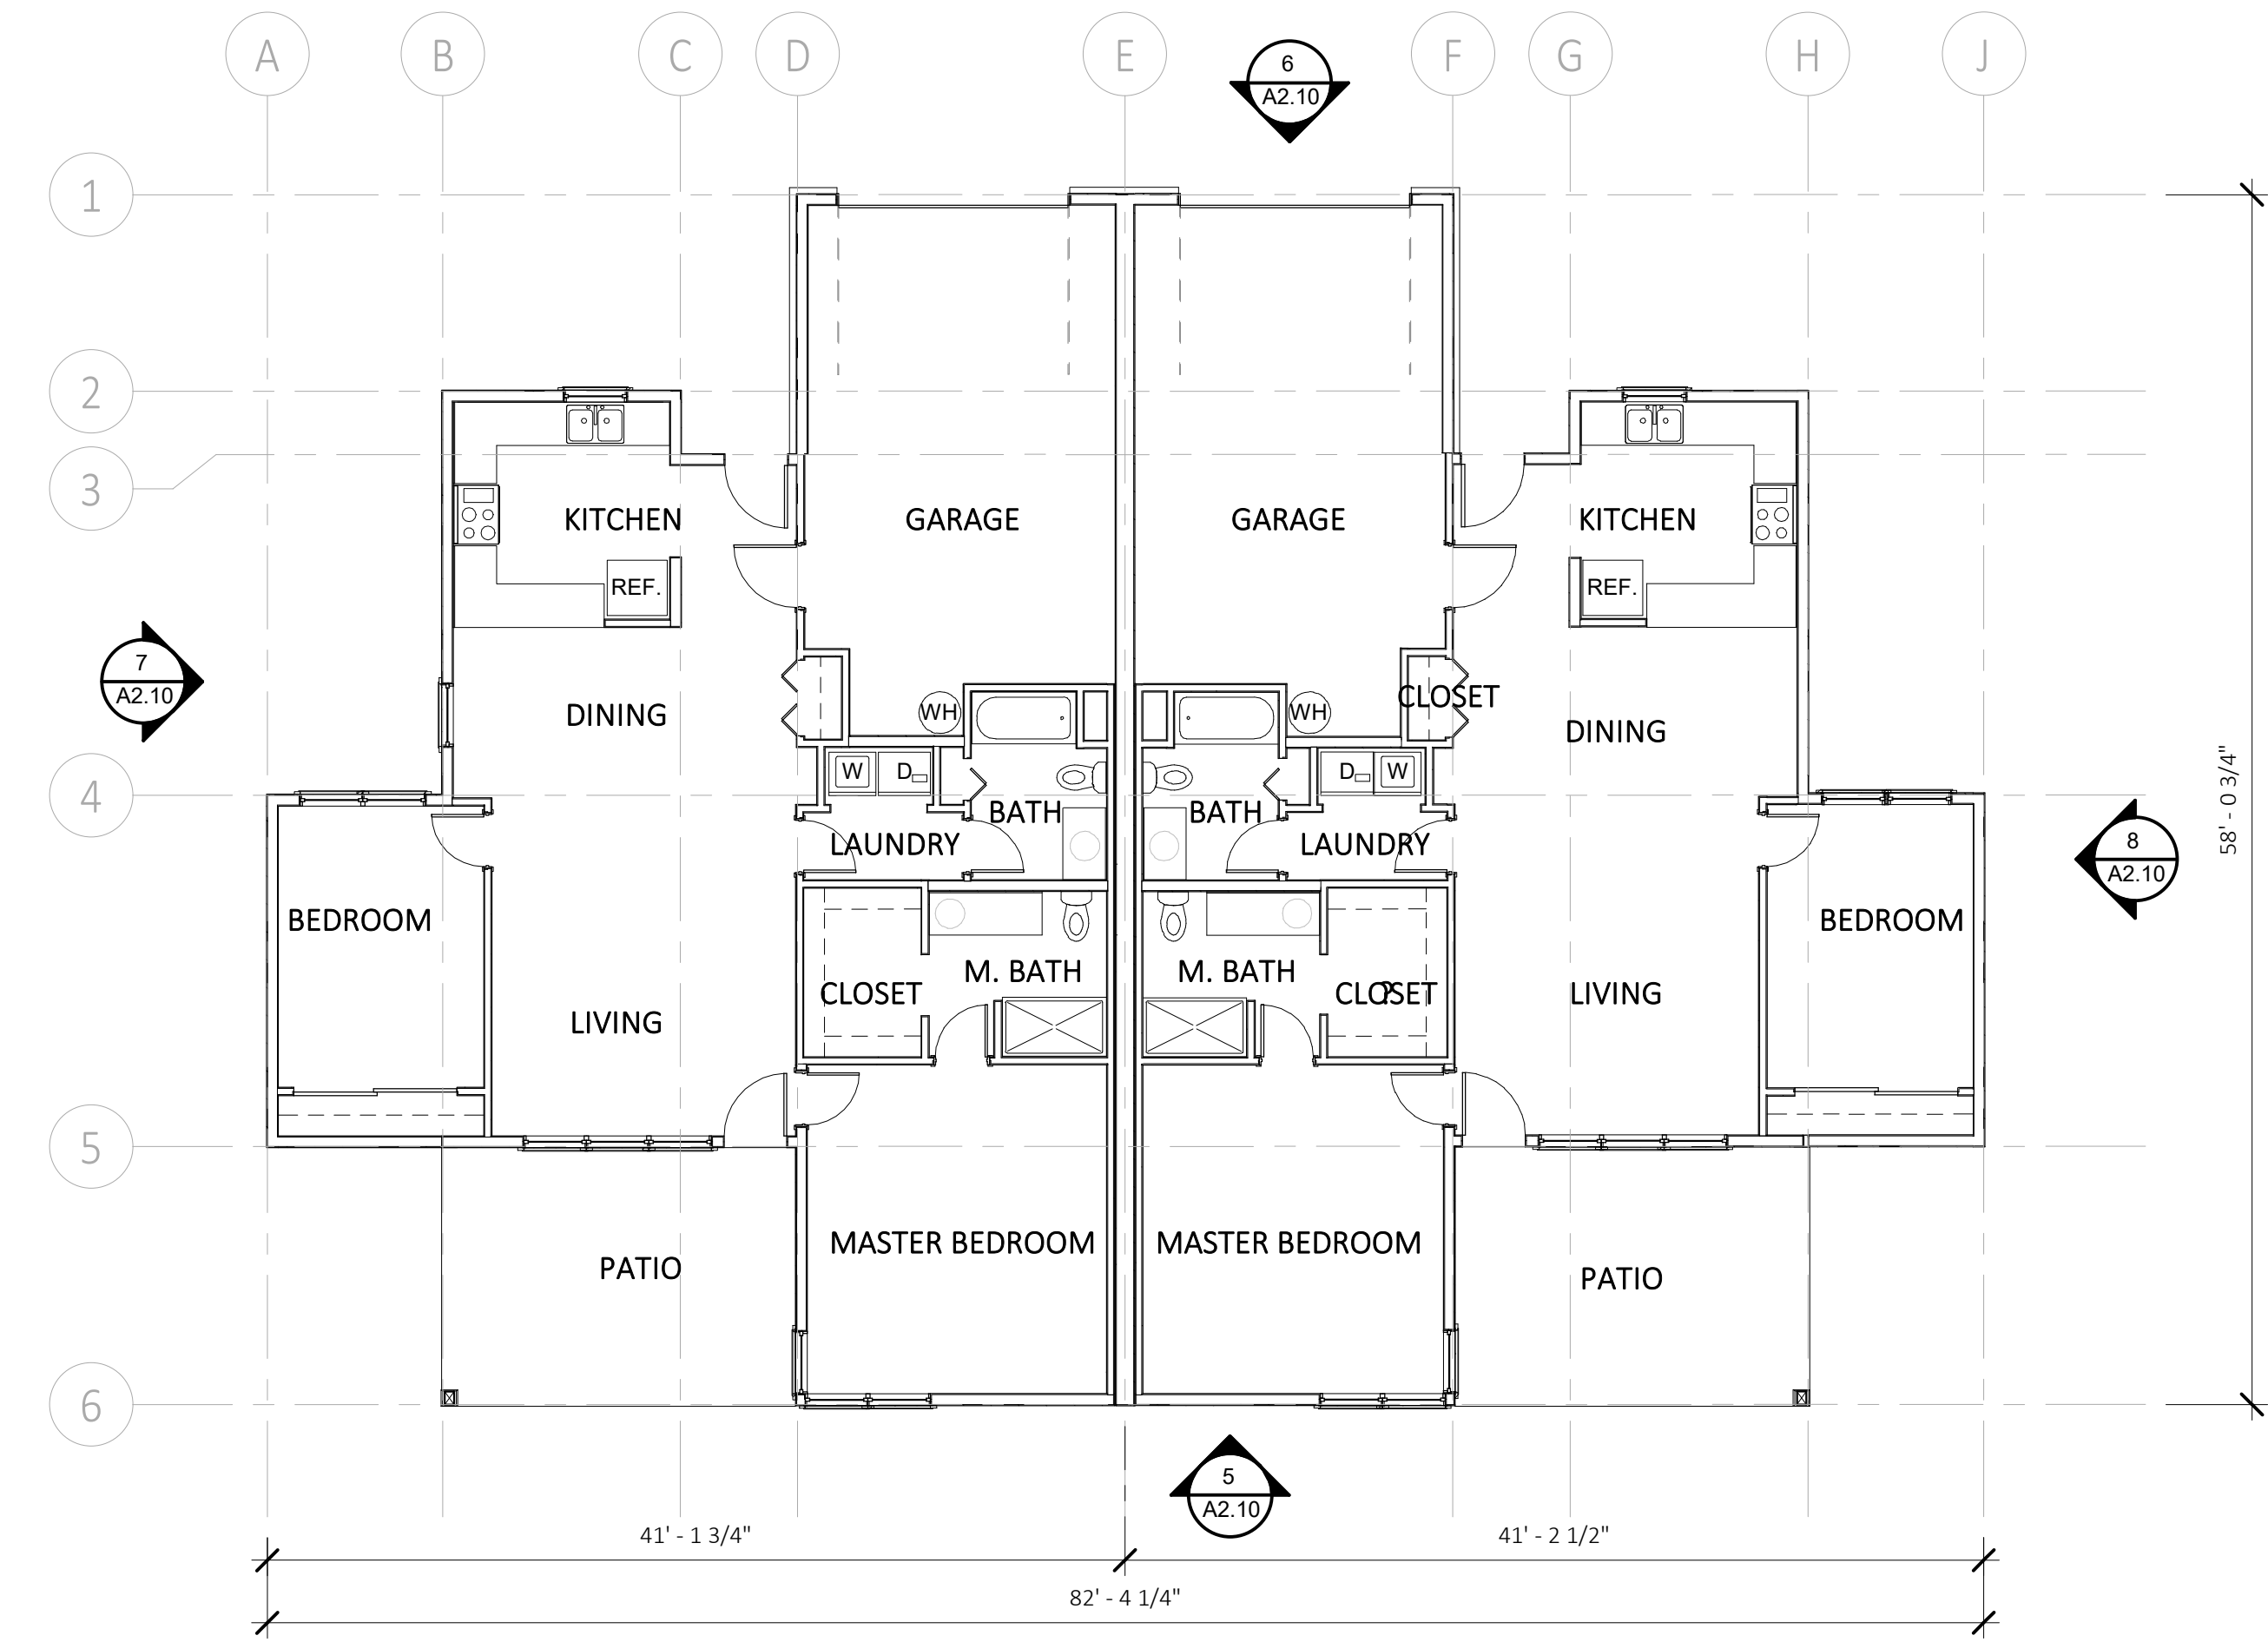 A B C D E F G H J
6
A2.10
1
2
3
KITCHEN GARAGE GARAGE KITCHEN
REF. REF.
7
A2.10
WH WH CLOSET
DINING DINING
W D D W
4
BATH BATH
58' - 0 3/4"
LAUNDRY LAUNDRY
8
A2.10
BEDROOM BEDROOM
M. BATH M. BATH
CLOSET CLOSET ? LIVING
LIVING
5
MASTER BEDROOM MASTER BEDROOM
PATIO PATIO
6
5
A2.10
41' - 1 3/4" 41' - 2 1/2"
82' - 4 1/4"